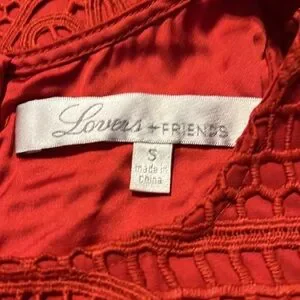 Lovers + FRIENDS
S
made in
china